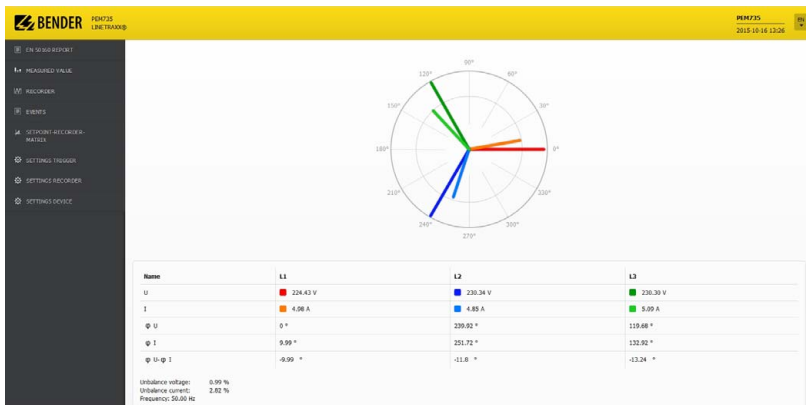 BENDER
PEM735
LINETRAXX®
PEM735
2015-10-16 13:26
EN
EN 50160 REPORT
MEASURED VALUE
RECORDER
EVENTS
SETPOINT-RECORDER-
MATRIX
SETTINGS TRIGGER
SETTINGS RECORDER
SETTINGS DEVICE
90°
120°
60°
150°
30°
180°
0°
210°
330°
240°
300°
270°
Name L1 L2 L3
U 224.43 V 230.34 V 230.30 V
I 4.98 A 4.85 A 5.00 A
φ U 0 ° 239.92 ° 119.68 °
φ I 9.99 ° 251.72 ° 132.92 °
φ U-φ I -9.99 ° -11.8 ° -13.24 °
Unbalance voltage: 0.99 %
Unbalance current: 2.82 %
Frequency: 50.00 Hz